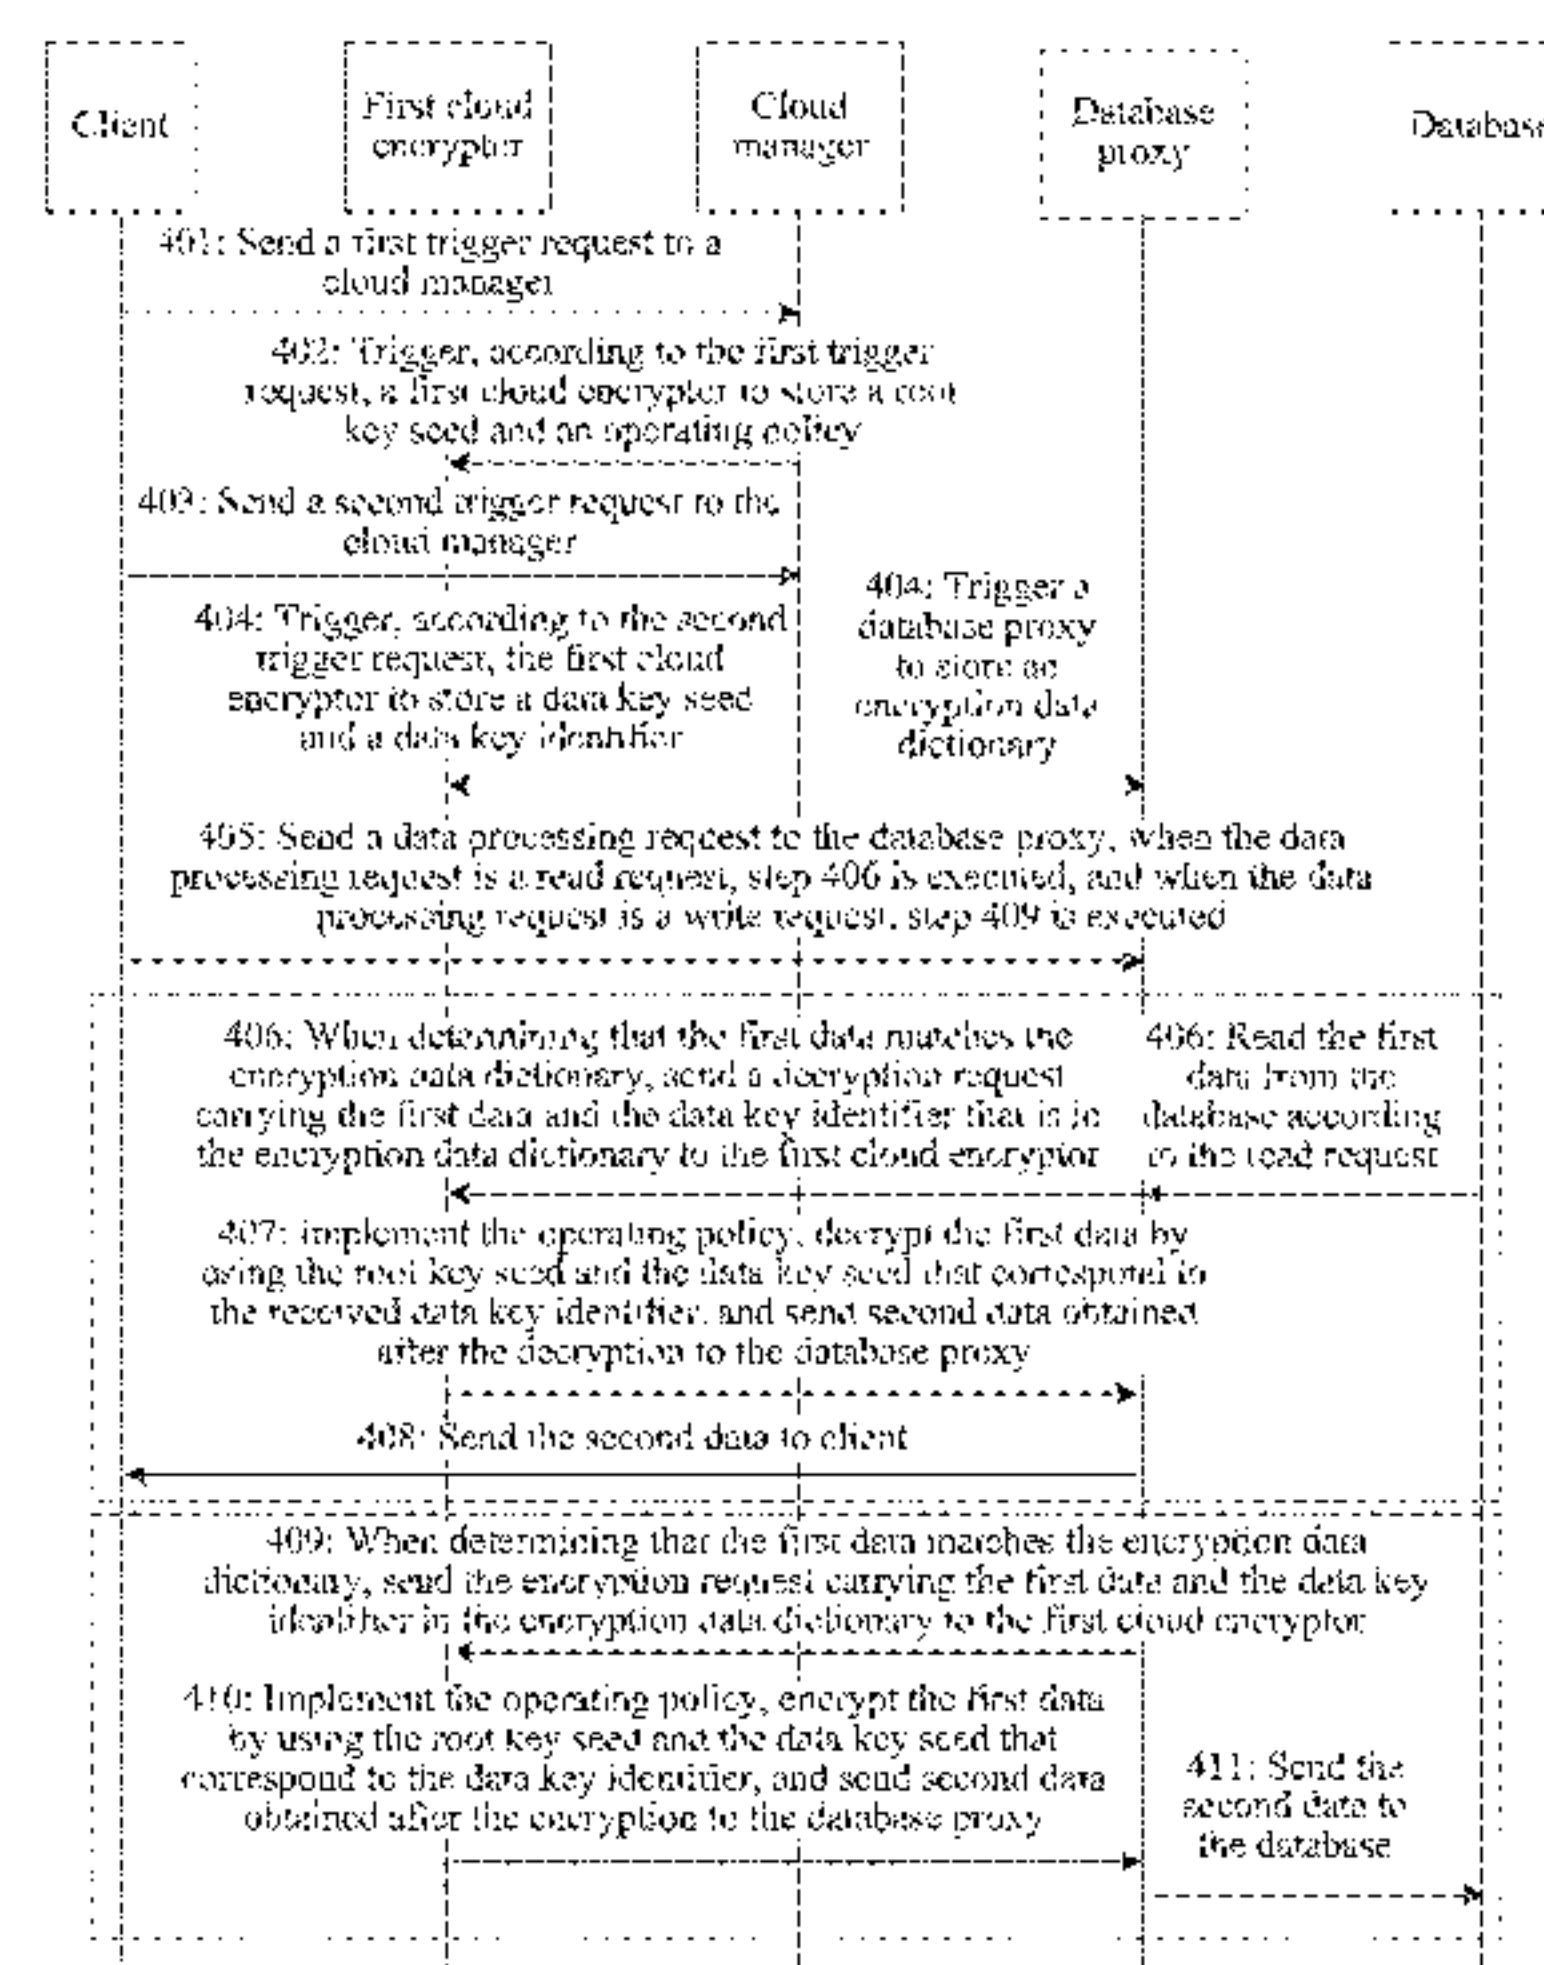 Client
First cloud
encryptor
Cloud
manager
Database
proxy
Database
401: Send a first trigger request to a
cloud manager
402: Trigger, according to the first trigger
request, a first cloud encryptor to store a root
key seed and an operating policy
403: Send a second trigger request to the
cloud manager
404: Trigger, according to the second
trigger request, the first cloud
encryptor to store a data key seed
and a data key identifier
404: Trigger a
database proxy
to store an
encryption data
dictionary
405: Send a data processing request to the database proxy, when the data
processing request is a read request, step 406 is executed, and when the data
processing request is a write request, step 409 is executed
406: When determining that the first data matches the
encryption data dictionary, send a decryption request
carrying the first data and the data key identifier that is in
the encryption data dictionary to the first cloud encryptor
406: Read the first
data from the
database according
to the read request
407: Implement the operating policy, decrypt the first data by
using the root key seed and the data key seed that correspond to
the received data key identifier, and send second data obtained
after the decryption to the database proxy
408: Send the second data to client
409: When determining that the first data matches the encryption data
dictionary, send the encryption request carrying the first data and the data key
identifier in the encryption data dictionary to the first cloud encryptor
410: Implement the operating policy, encrypt the first data
by using the root key seed and the data key seed that
correspond to the data key identifier, and send second data
obtained after the encryption to the database proxy
411: Send the
second data to
the database